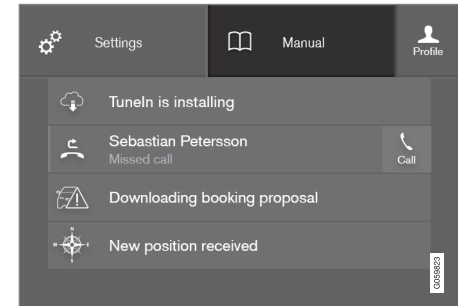 Settings
Manual
Profile
TuneIn is installing
Sebastian Petersson
Missed call
Call
Downloading booking proposal
N
W
E
S
New position received
G059823